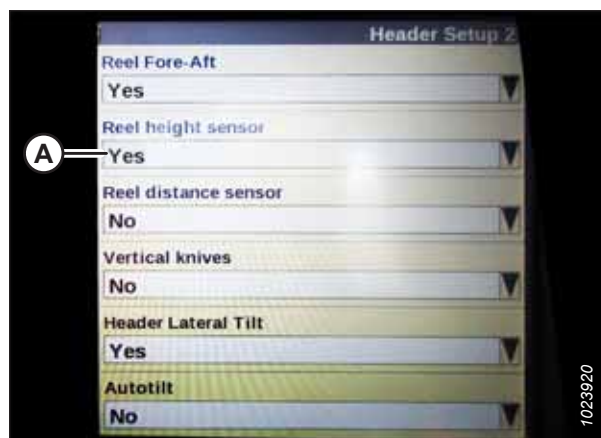 Header Setup 2
Reel Fore-Aft
Yes
Reel height sensor
A
Yes
Reel distance sensor
No
Vertical knives
No
Header Lateral Tilt
Yes
Autotilt
No
1023920